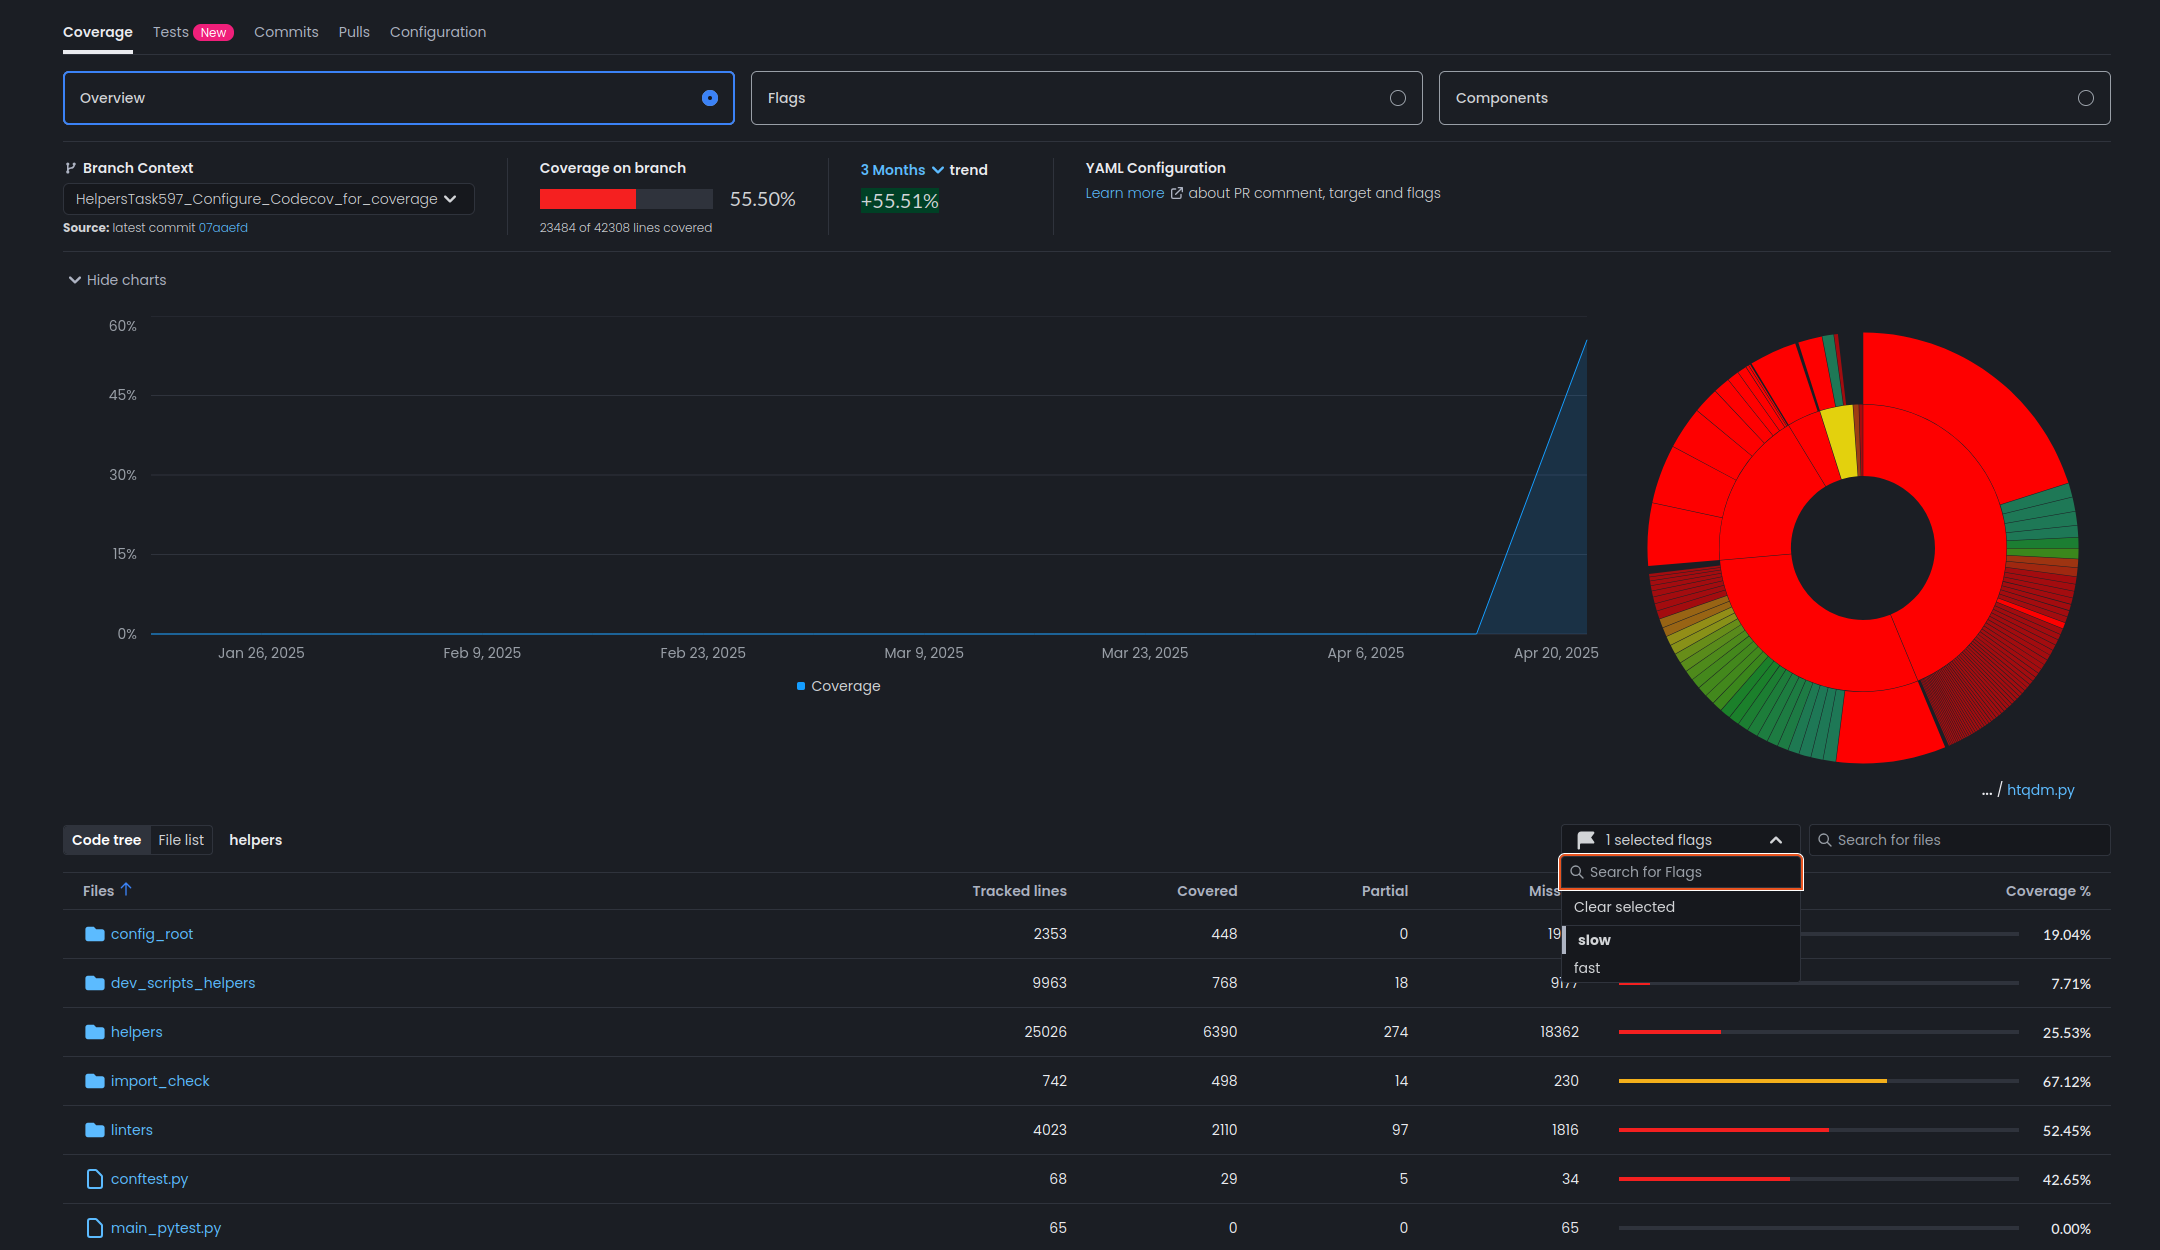 Coverage Tests New Commits Pulls Configuration
Overview Flags Components
Branch Context
HelpersTask597_Configure_Codecov_for_coverage
Source: latest commit 07aaefd
Coverage on branch
55.50%
23484 of 42308 lines covered
3 Months trend
+55.51%
YAML Configuration
Learn more about PR comment, target and flags
Hide charts
60%
45%
30%
15%
0%
Jan 26, 2025 Feb 9, 2025 Feb 23, 2025 Mar 9, 2025 Mar 23, 2025 Apr 6, 2025 Apr 20, 2025
Coverage
... / htqdm.py
Code tree File list helpers 1 selected flags Search for files
Search for Flags
Clear selected
slow
fast
Files Tracked lines Covered Partial Coverage %
config_root 2353 448 0 19.04%
dev_scripts_helpers 9963 768 18 7.71%
helpers 25026 6390 274 18362 25.53%
import_check 742 498 14 230 67.12%
linters 4023 2110 97 1816 52.45%
conftest.py 68 29 5 34 42.65%
main_pytest.py 65 0 0 65 0.00%